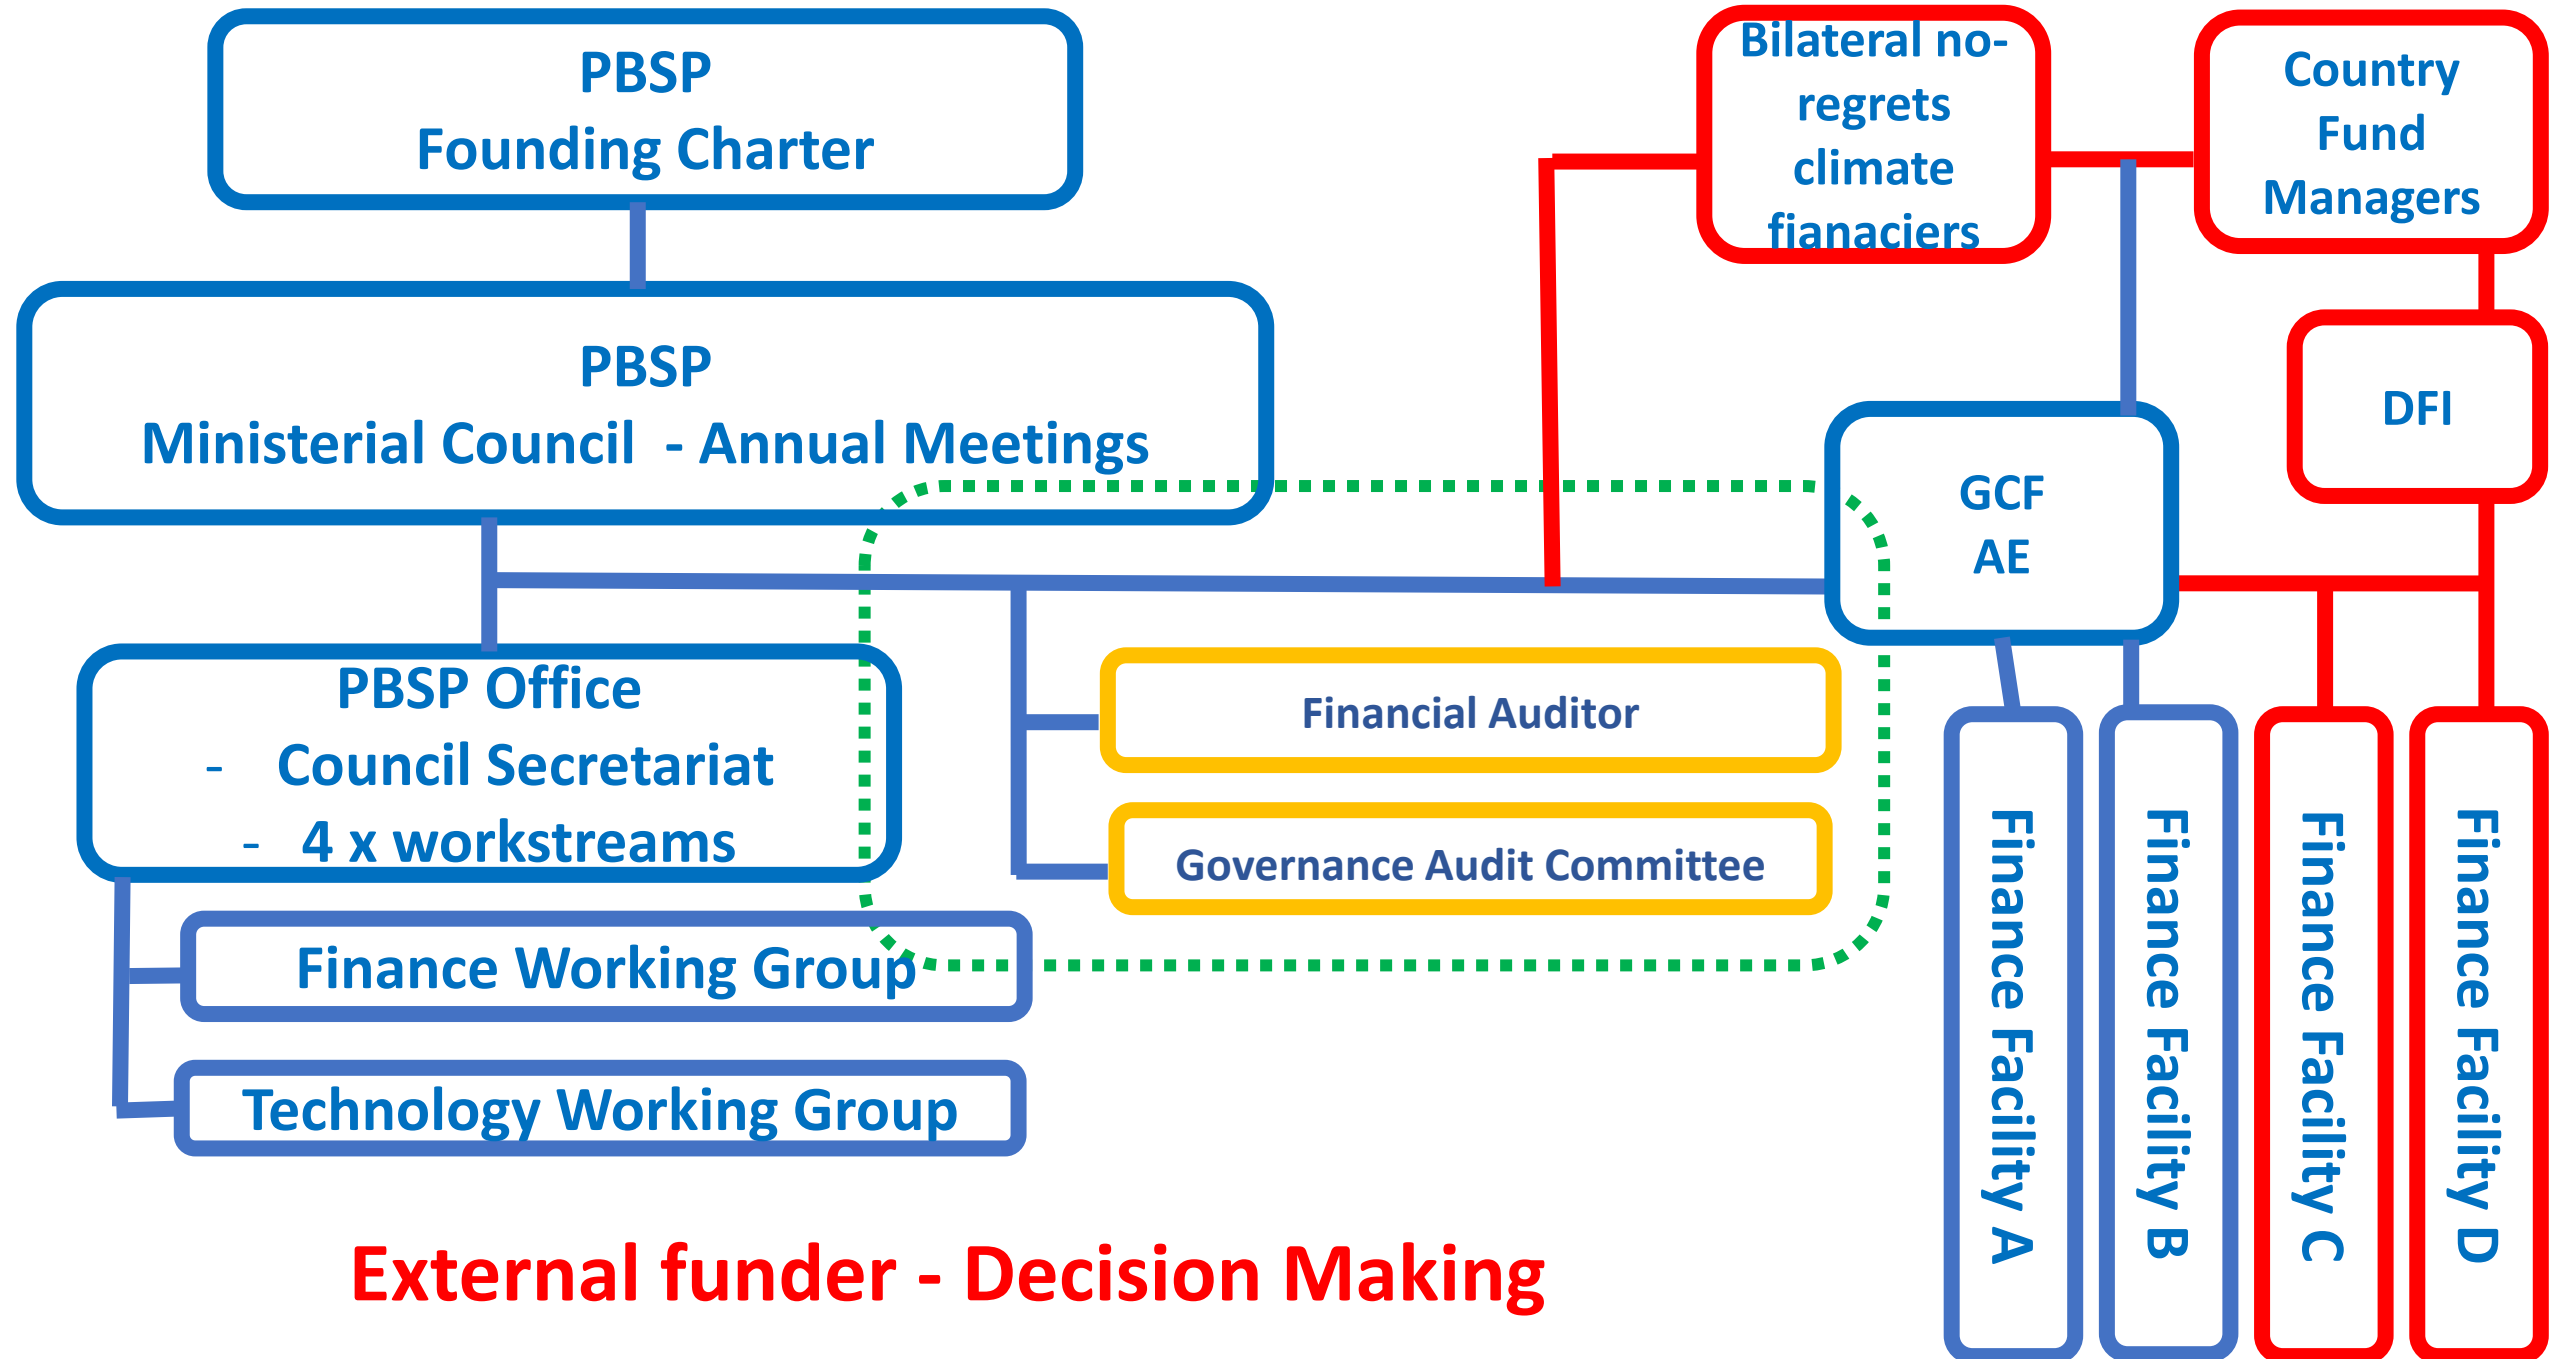 PBSP
Founding Charter
Bilateral no-
regrets
climate
fianaciers
Country
Fund
Managers
PBSP
Ministerial Council  - Annual Meetings
DFI
GCF
AE
PBSP Office
- Council Secretariat
- 4 x workstreams
Financial Auditor
Governance Audit Committee
Finance Working Group
Technology Working Group
Finance Facility A
Finance Facility B
Finance Facility C
Finance Facility D
External funder - Decision Making